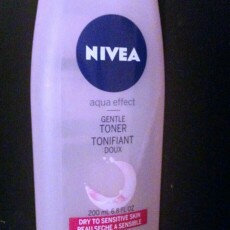 NIVEA
aqua effect
GENTLE
TONER
TONIFIANT
DOUX
200 mL 6.8 FL.OZ
DRY TO SENSITIVE SKIN
PEAU SÈCHE À SENSIBLE